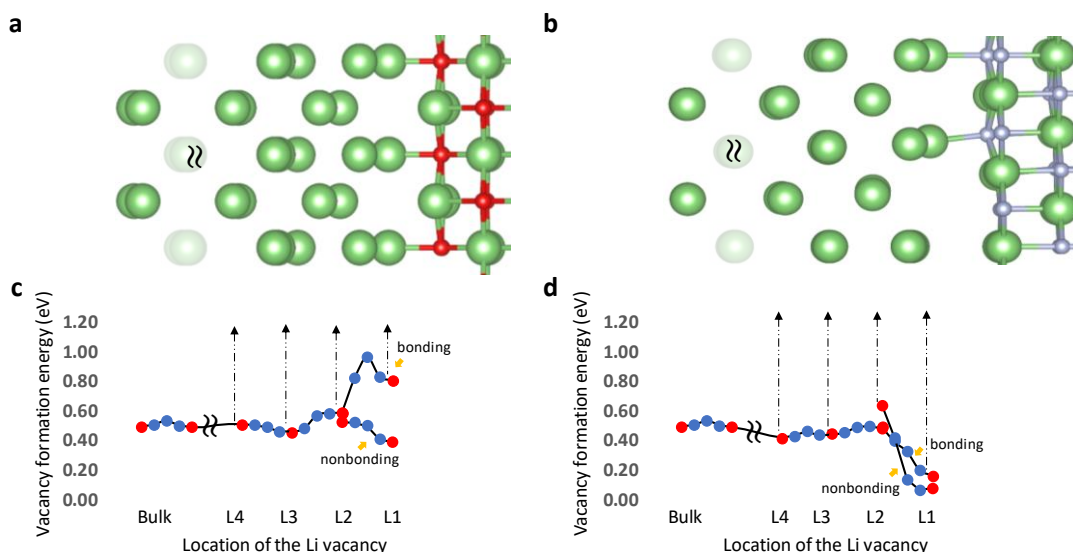 a
b
c
Vacancy formation energy (eV)
1.20
1.00
0.80
0.60
0.40
0.20
0.00
bonding
nonbonding
Bulk
L4
L3
L2
L1
Location of the Li vacancy
d
Vacancy formation energy (eV)
1.20
1.00
0.80
0.60
0.40
0.20
0.00
bonding
nonbonding
Bulk
L4
L3
L2
L1
Location of the Li vacancy